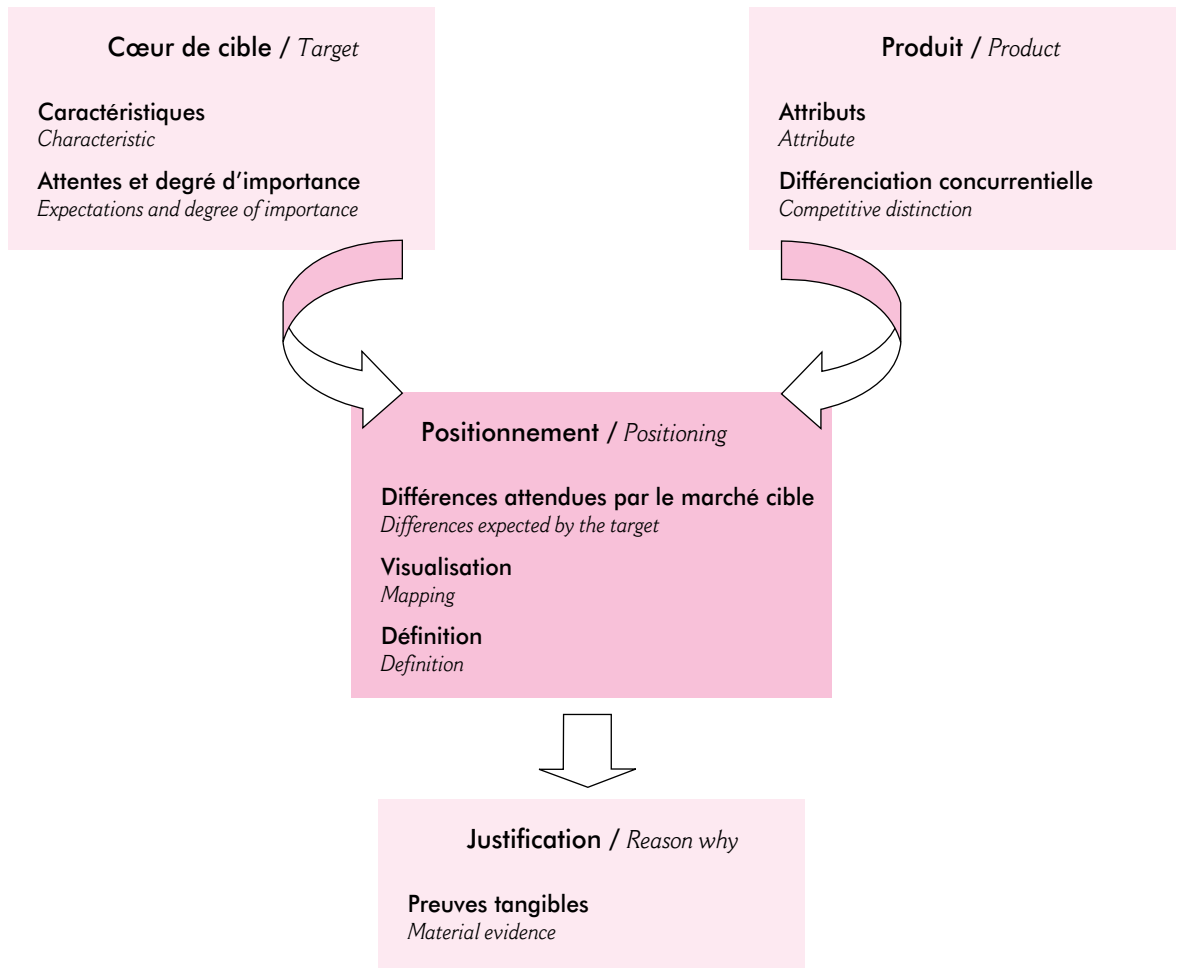 Cœur de cible / Target
Caractéristiques
Characteristic
Attentes et degré d’importance
Expectations and degree of importance
Produit / Product
Attributs
Attribute
Différenciation concurrentielle
Competitive distinction
Positionnement / Positioning
Différences attendues par le marché cible
Differences expected by the target
Visualisation
Mapping
Définition
Definition
Justification / Reason why
Preuves tangibles
Material evidence